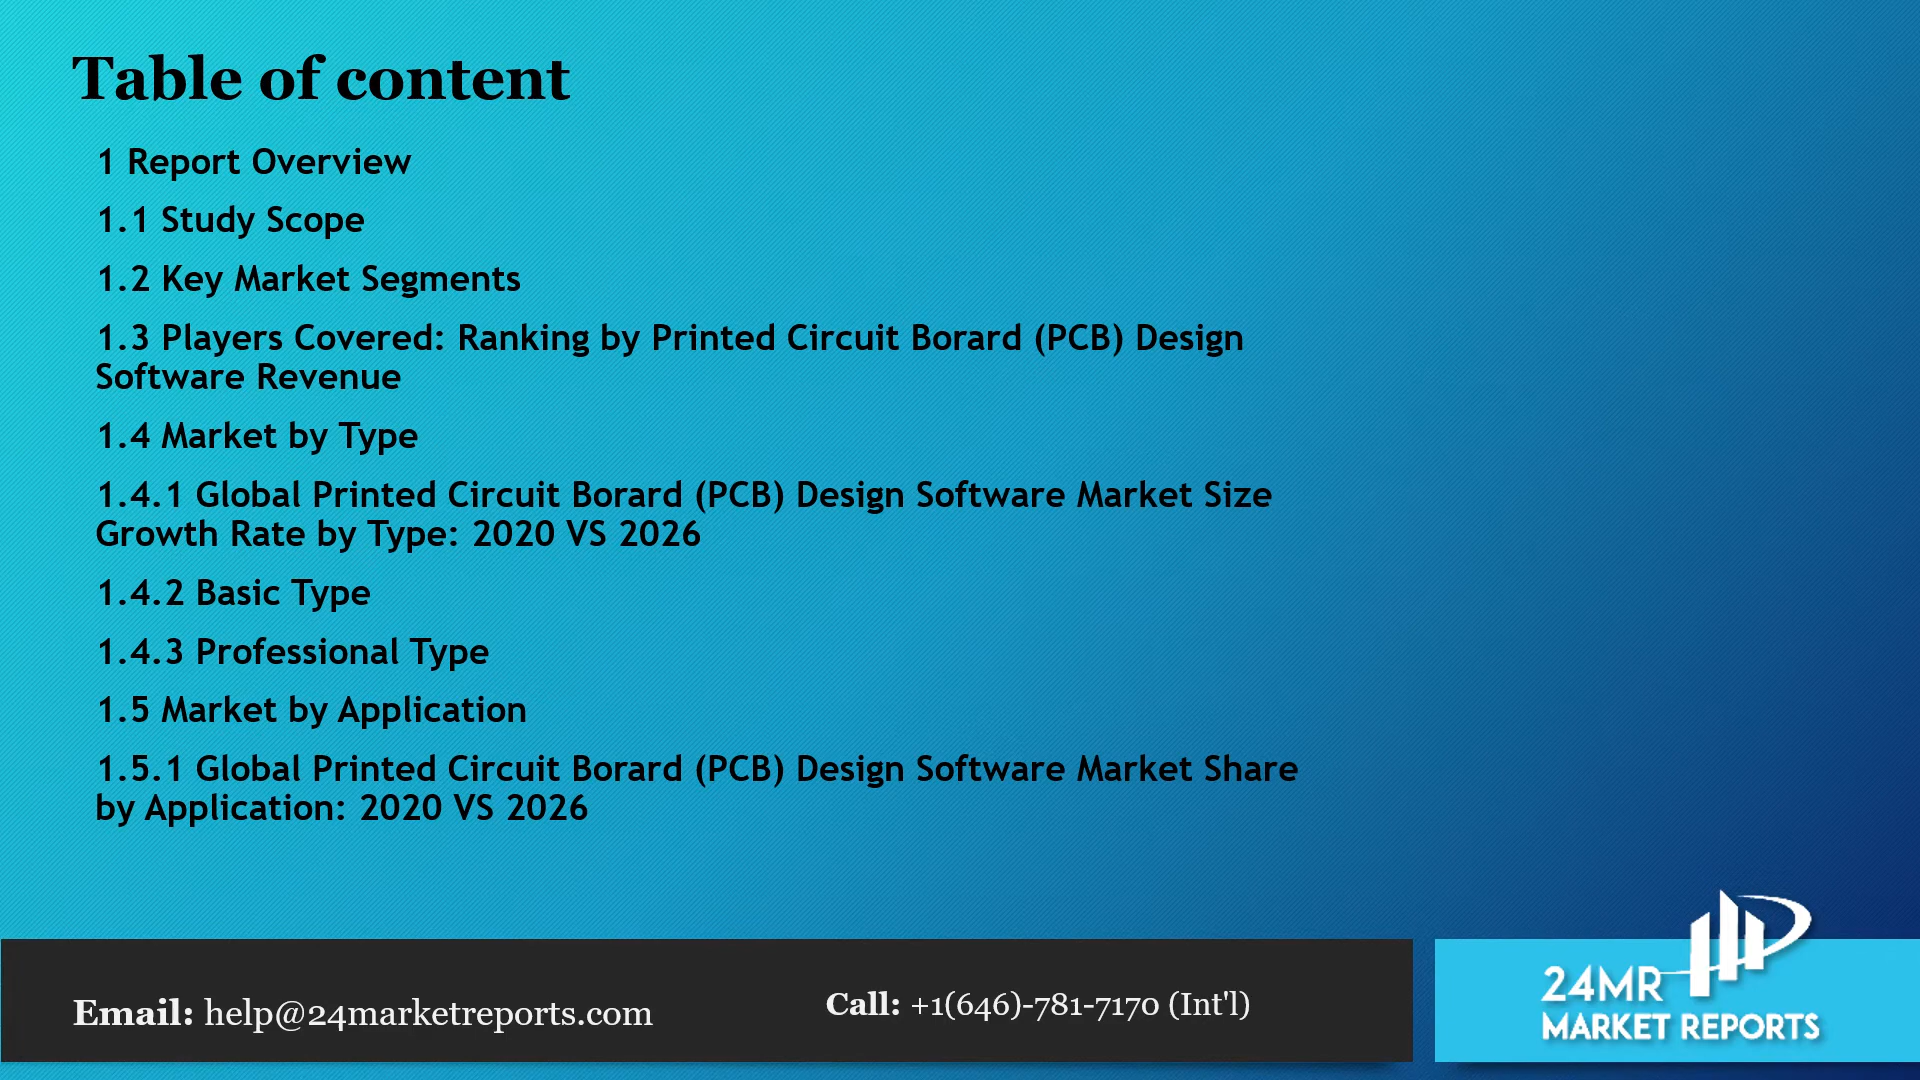 Table of content
1 Report Overview
1.1 Study Scope
1.2 Key Market Segments
1.3 Players Covered: Ranking by Printed Circuit Borard (PCB) Design
Software Revenue
1.4 Market by Type
1.4.1 Global Printed Circuit Borard (PCB) Design Software Market Size
Growth Rate by Type: 2020 VS 2026
1.4.2 Basic Type
1.4.3 Professional Type
1.5 Market by Application
1.5.1 Global Printed Circuit Borard (PCB) Design Software Market Share
by Application: 2020 VS 2026
Email: help@24marketreports.com
Call: +1(646)-781-7170 (Int'l)
24MR
MARKET REPORTS